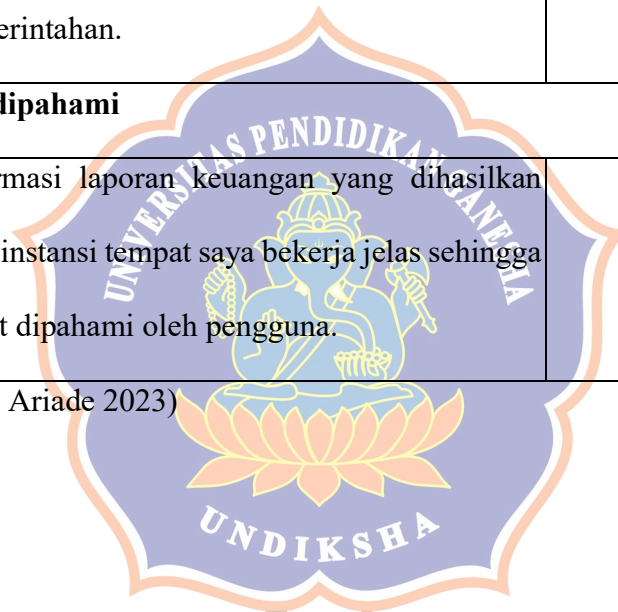 erintahan.
dipahami
rmasi laporan keuangan yang dihasilkan
instansi tempat saya bekerja jelas sehingga
t dipahami oleh pengguna.
Ariade 2023)
UNIVERSITAS PENDIDIKAN GANESHA
UNDIKSHA